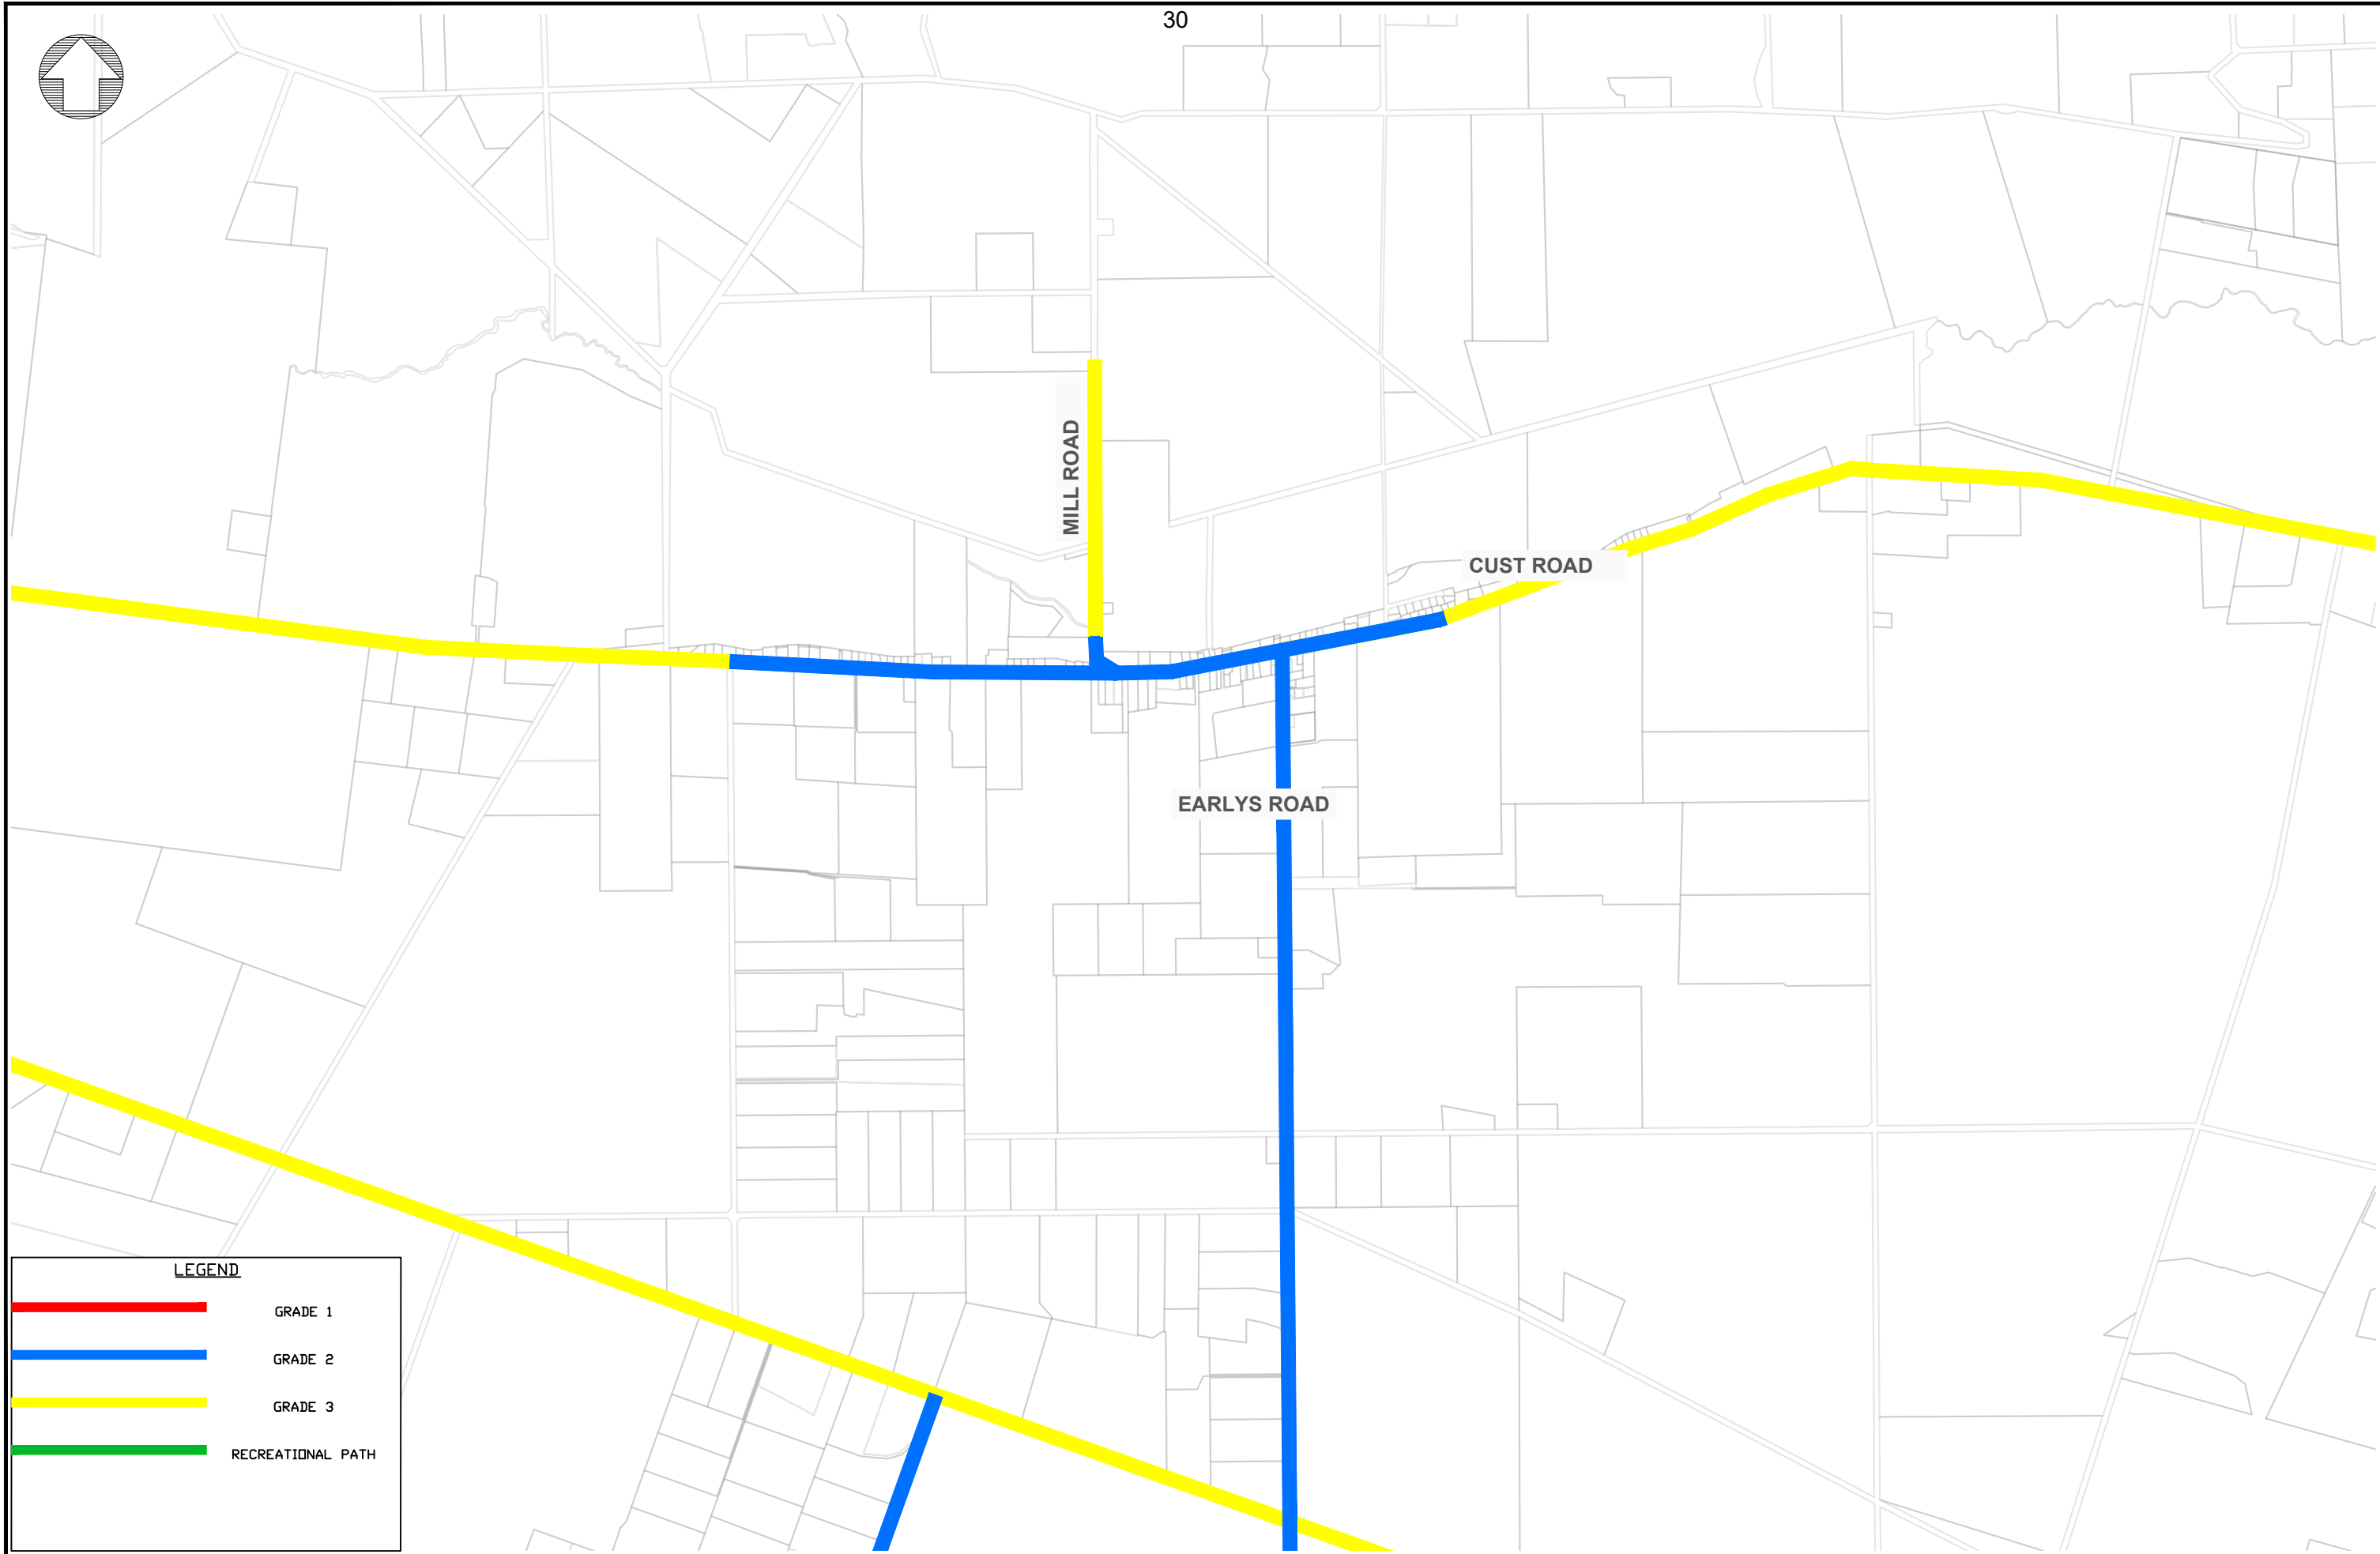 30
MILL ROAD
CUST ROAD
EARLYS ROAD
LEGEND
GRADE 1
GRADE 2
GRADE 3
RECREATIONAL PATH